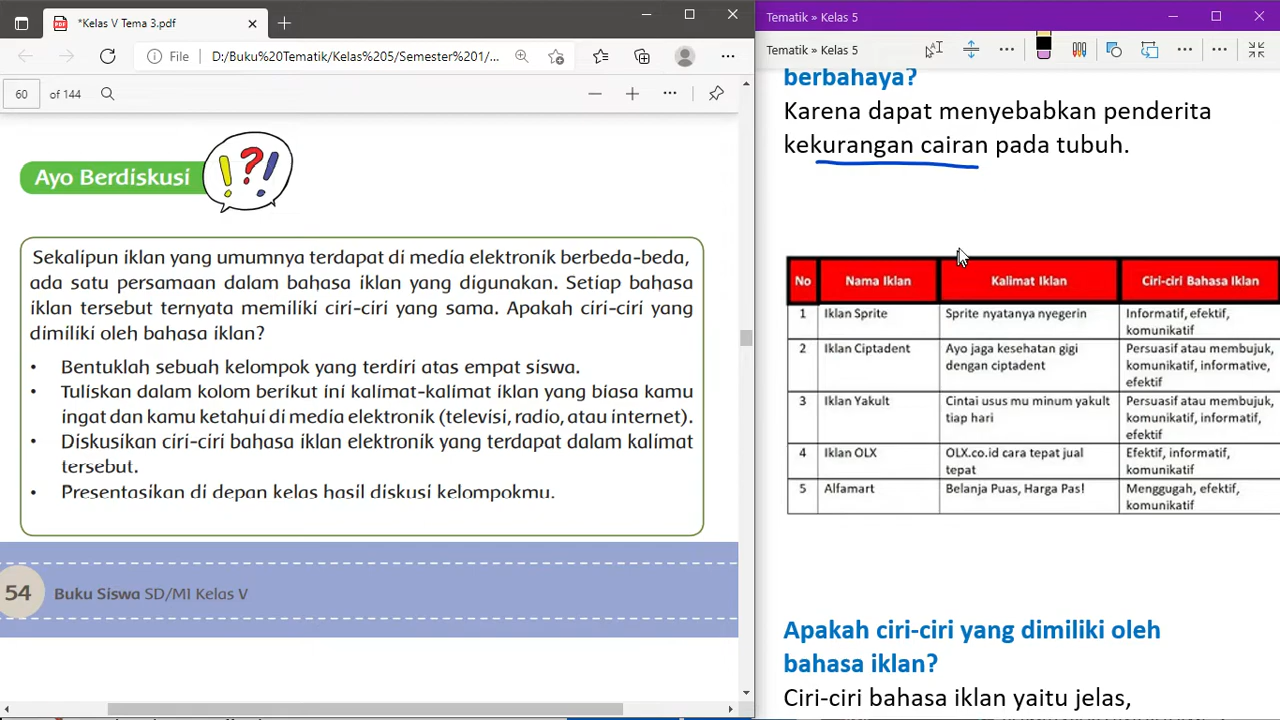 *Kelas V Tema 3.pdf
File
D:/Buku%20Tematik/Kelas%205/Semester%201/...
60 of 144
Ayo Berdiskusi
! ? !
Sekalipun iklan yang umumnya terdapat di media elektronik berbeda-beda,
ada satu persamaan dalam bahasa iklan yang digunakan. Setiap bahasa
iklan tersebut ternyata memiliki ciri-ciri yang sama. Apakah ciri-ciri yang
dimiliki oleh bahasa iklan?
• Bentuklah sebuah kelompok yang terdiri atas empat siswa.
• Tuliskan dalam kolom berikut ini kalimat-kalimat iklan yang biasa kamu
ingat dan kamu ketahui di media elektronik (televisi, radio, atau internet).
• Diskusikan ciri-ciri bahasa iklan elektronik yang terdapat dalam kalimat
tersebut.
• Presentasikan di depan kelas hasil diskusi kelompokmu.
54 Buku Siswa SD/MI Kelas V
Tematik » Kelas 5
Tematik » Kelas 5
berbahaya?
Karena dapat menyebabkan penderita
kekurangan cairan pada tubuh.
No Nama Iklan Kalimat Iklan Ciri-ciri Bahasa Iklan
1 Iklan Sprite Sprite nyatanya nyegerin Informatif, efektif,
komunikatif
2 Iklan Ciptadent Ayo jaga kesehatan gigi Persuasif atau membujuk,
dengan ciptadent komunikatif, informative,
efektif
3 Iklan Yakult Cintai usus mu minum yakult Persuasif atau membujuk,
tiap hari komunikatif, informatif,
efektif
4 Iklan OLX OLX.co.id cara tepat jual Efektif, informatif,
tepat komunikatif
5 Alfamart Belanja Puas, Harga Pas! Menggugah, efektif,
komunikatif
Apakah ciri-ciri yang dimiliki oleh
bahasa iklan?
Ciri-ciri bahasa iklan yaitu jelas,